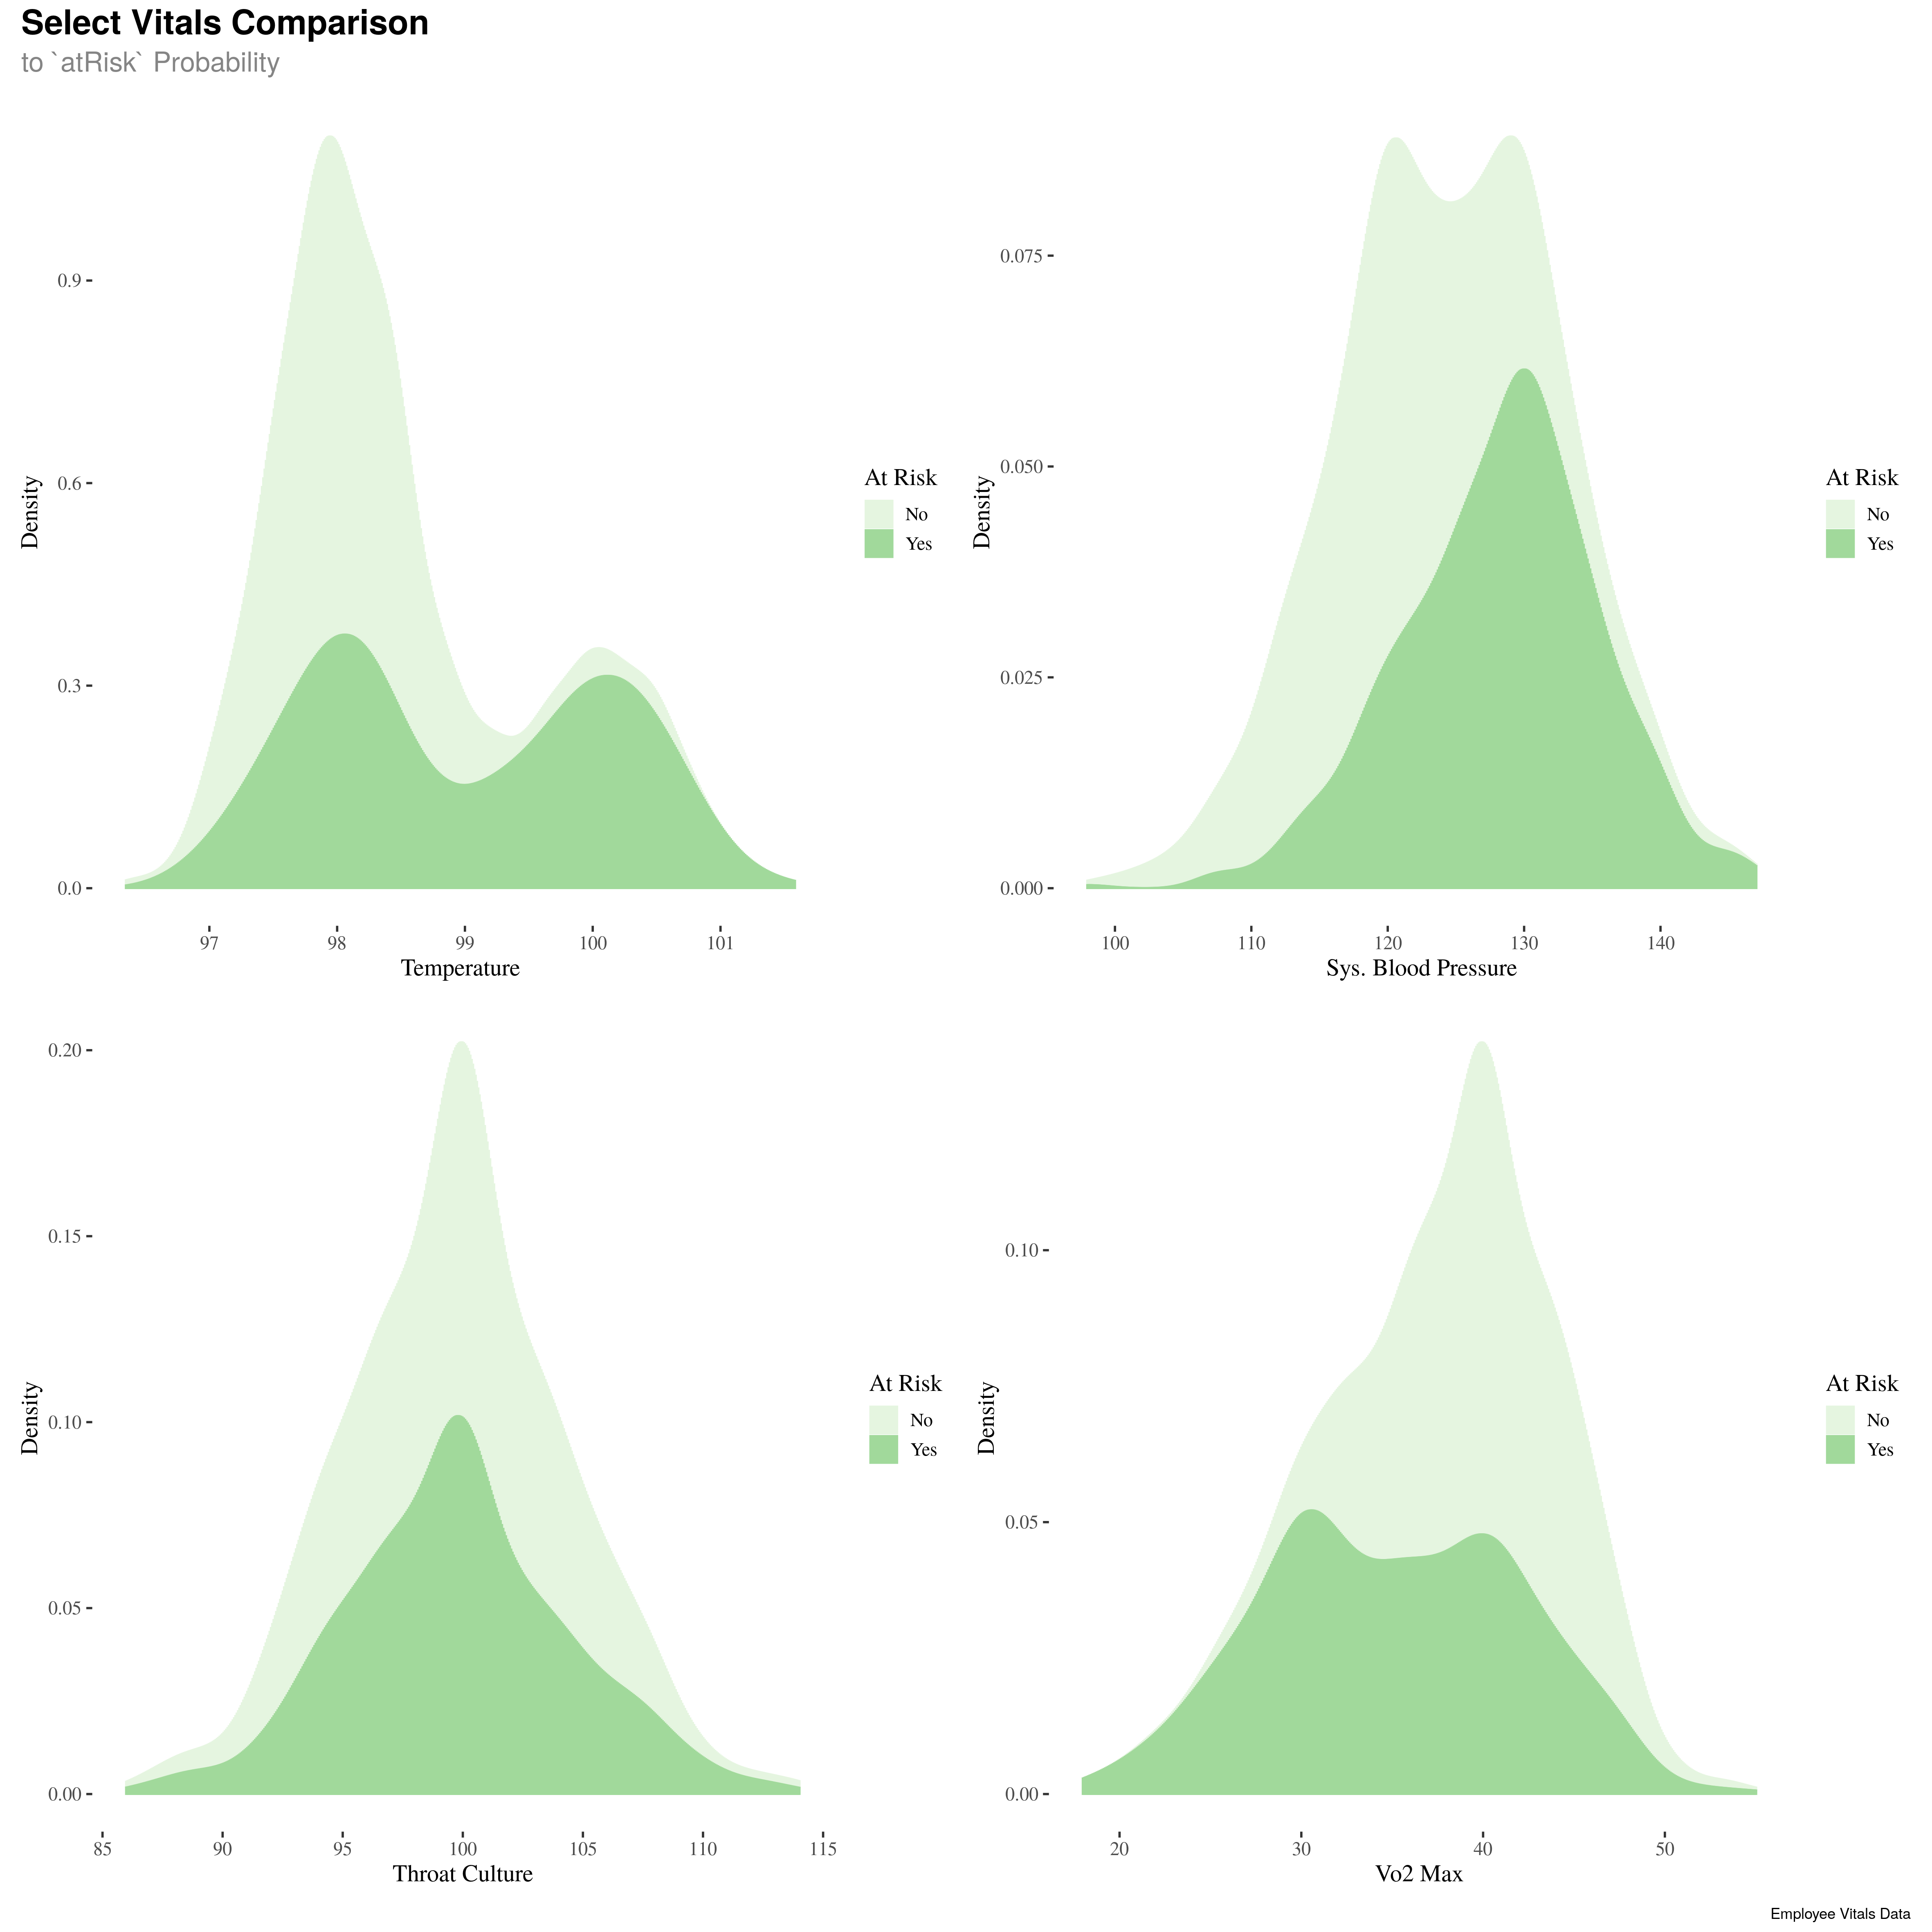 Select Vitals Comparison
to `atRisk` Probability
Density
0.9
0.6
0.3
0.0
97 98 99 100 101
Temperature
At Risk
No
Yes
Density
0.075
0.050
0.025
0.000
100 110 120 130 140
Sys. Blood Pressure
At Risk
No
Yes
Density
0.20
0.15
0.10
0.05
0.00
85 90 95 100 105 110 115
Throat Culture
At Risk
No
Yes
Density
0.10
0.05
0.00
20 30 40 50
Vo2 Max
At Risk
No
Yes
Employee Vitals Data